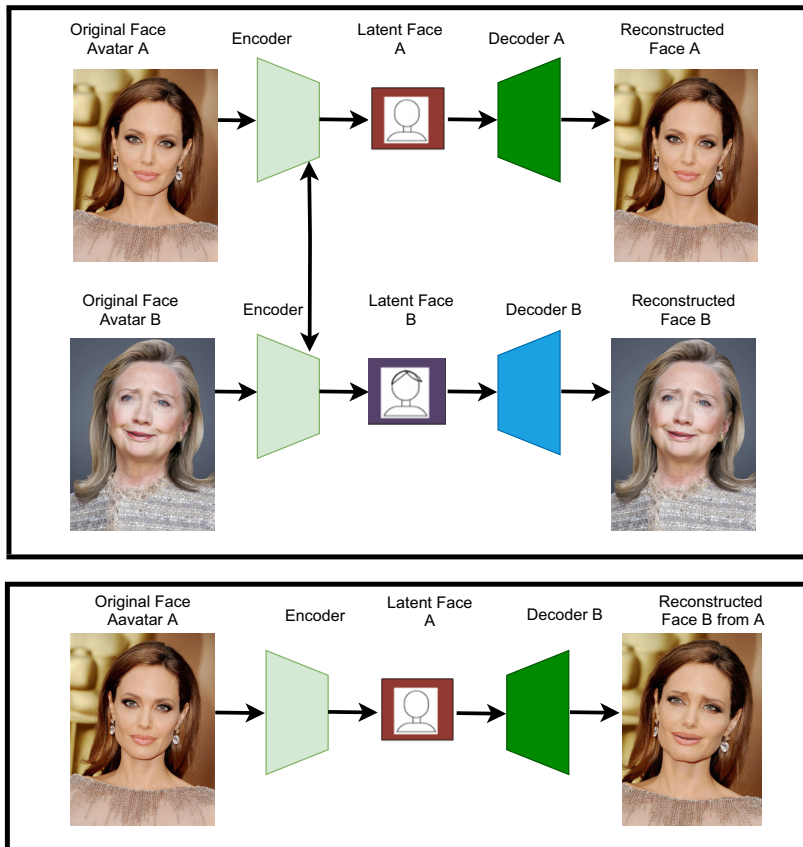 Original Face
Avatar A
Encoder
Latent Face
A
Decoder A
Reconstructed
Face A
Original Face
Avatar B
Encoder
Latent Face
B
Decoder B
Reconstructed
Face B
Original Face
Aavatar A
Encoder
Latent Face
A
Decoder B
Reconstructed
Face B from A